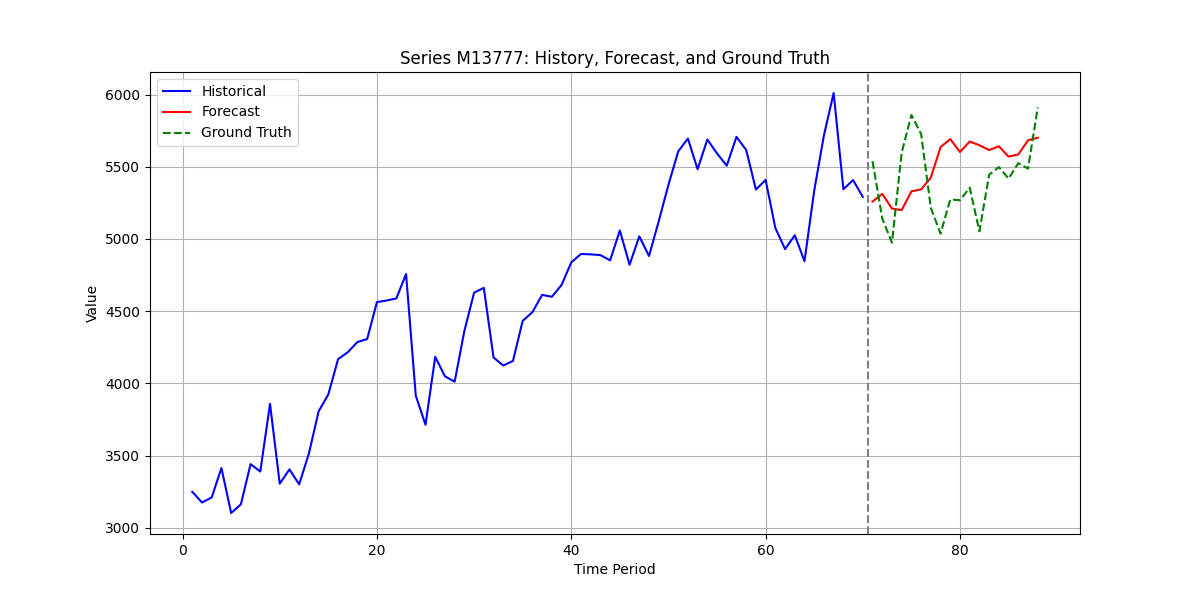 Series M13777: History, Forecast, and Ground Truth
Historical
Forecast
Ground Truth
6000
5500
5000
4500
4000
3500
3000
Value
0 20 40 60 80
Time Period